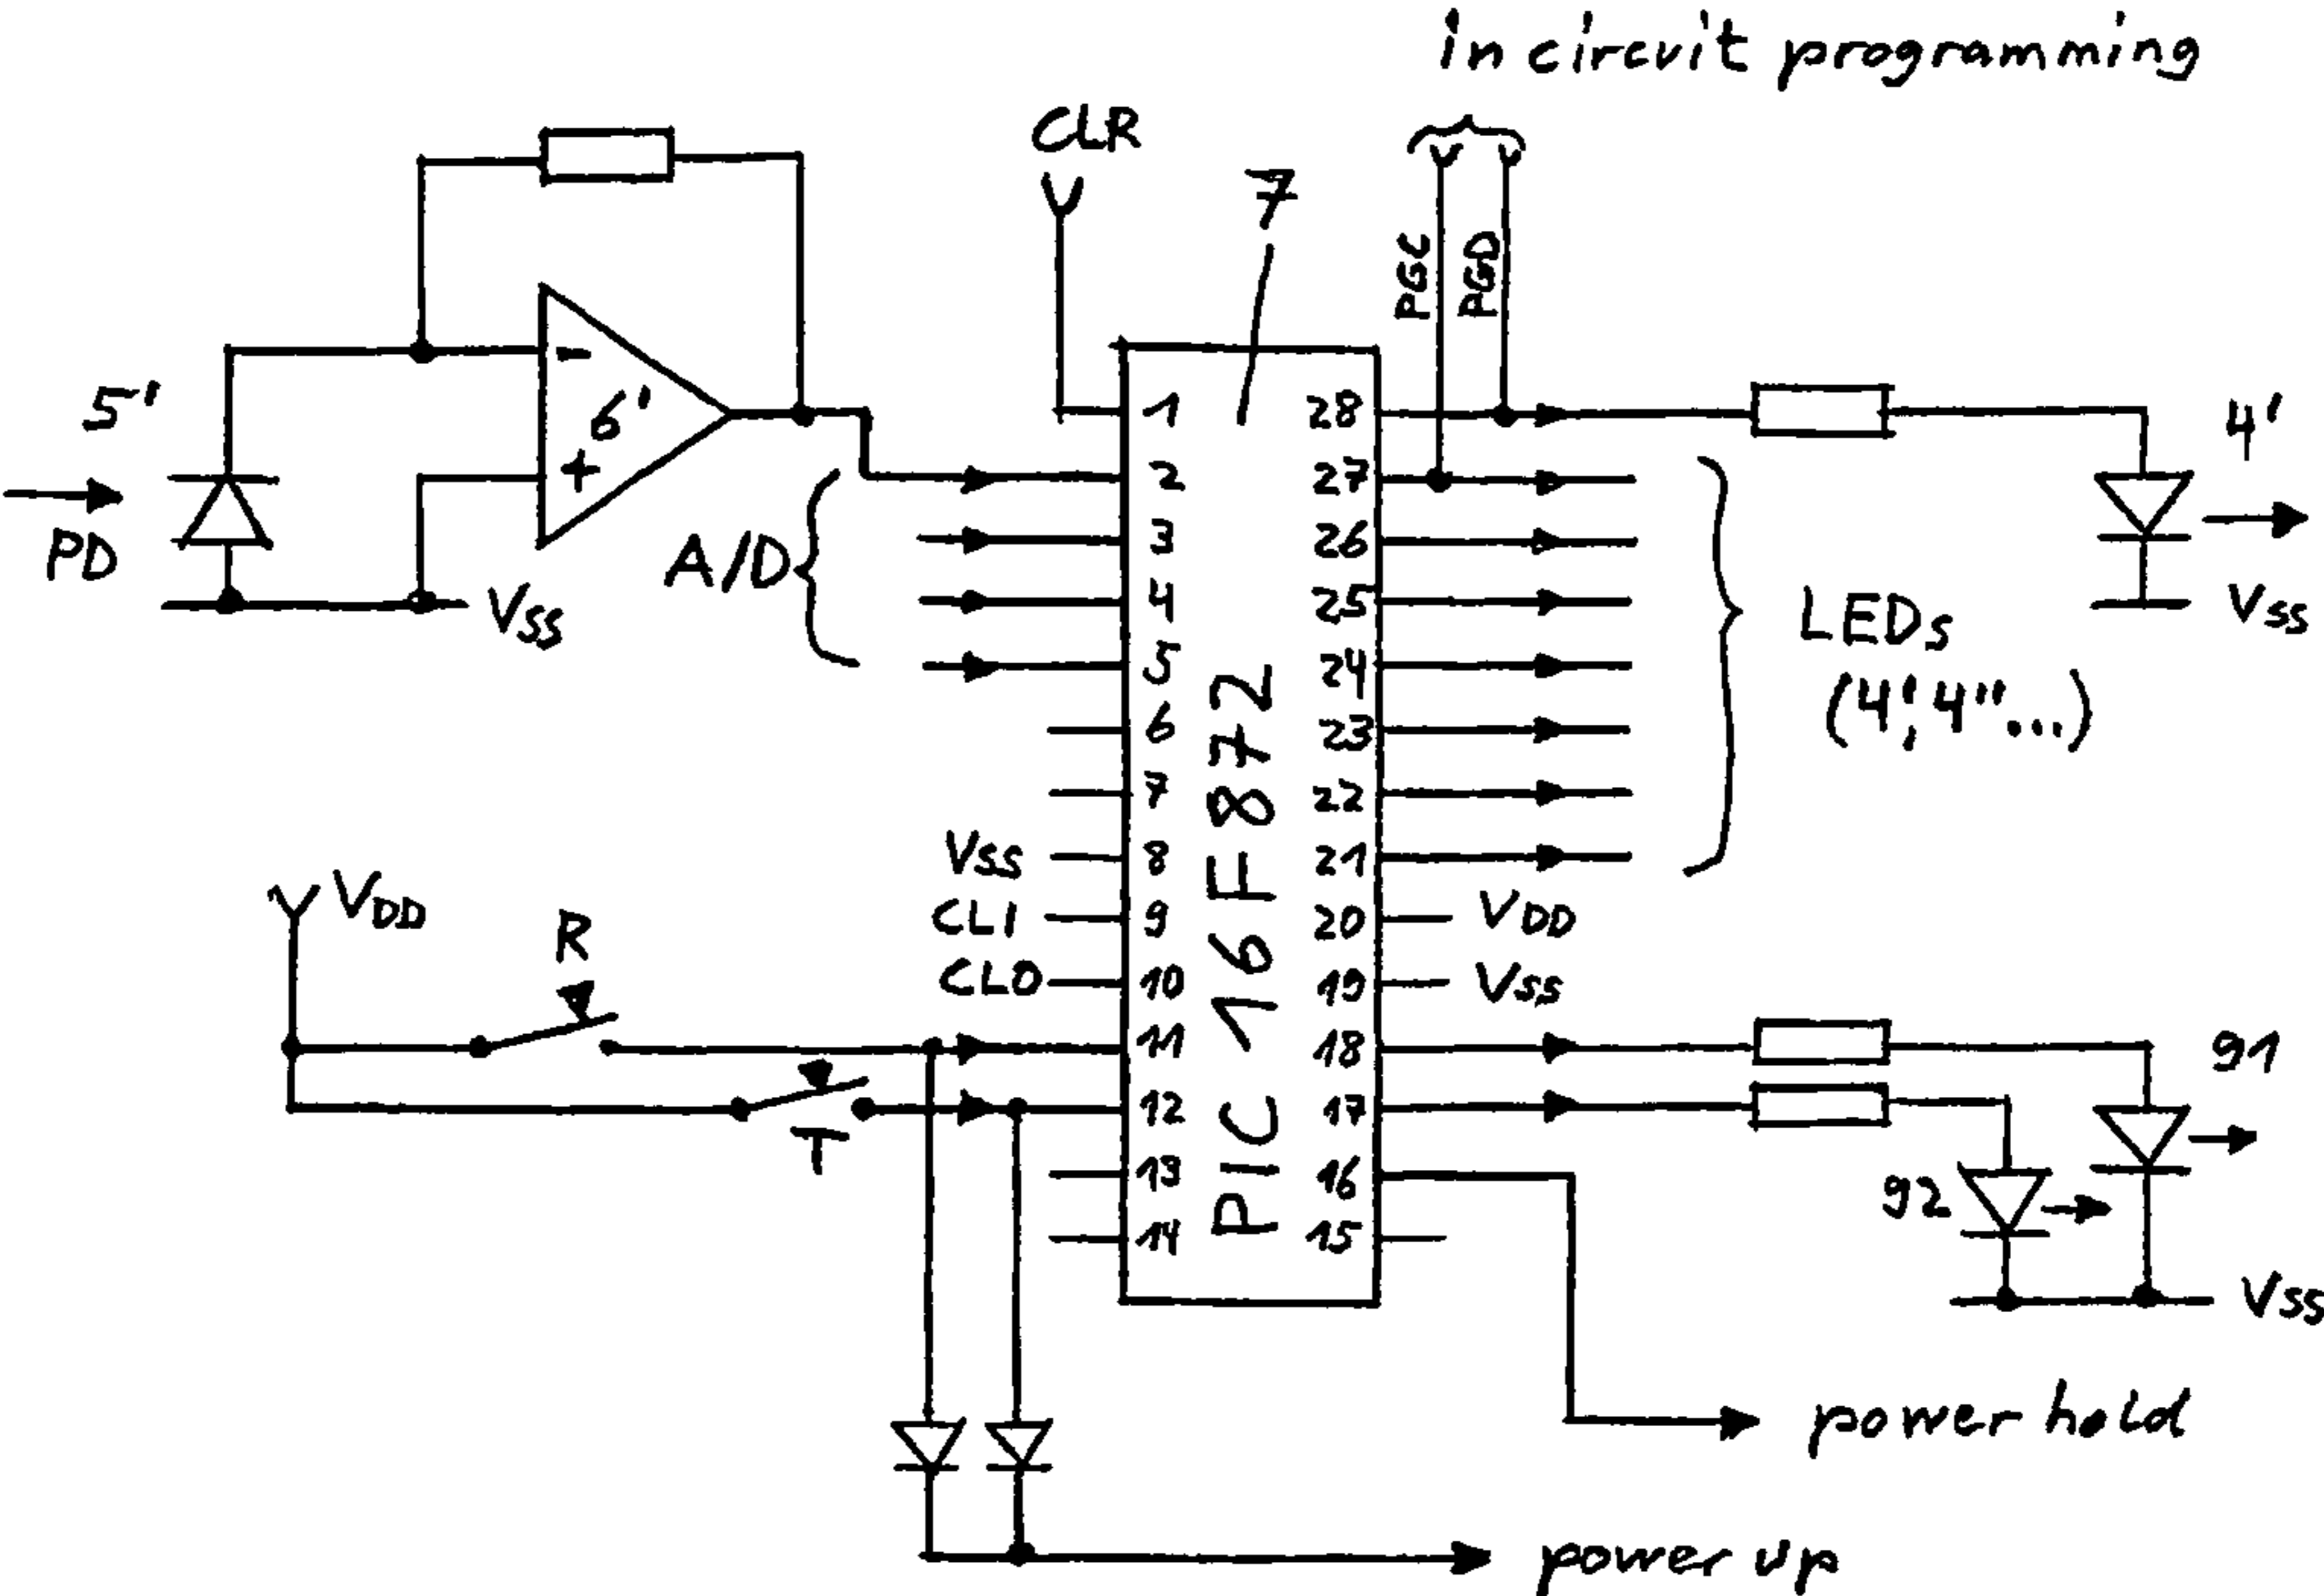 in circuit programming
CLR
7
PGC
PGD
5'
PD
-
6'
+
VSS
A/D
1
2
3
4
5
6
7
VSS 8
CLI 9
CLO 10
11
12
13
14
PIC 16F872
28
27
26
25
24
23
22
21
20 VDD
19 VSS
18
17
16
15
4'
VSS
LEDs
(4', 4"...)
VDD
R
T
91
92
VSS
power hold
power up